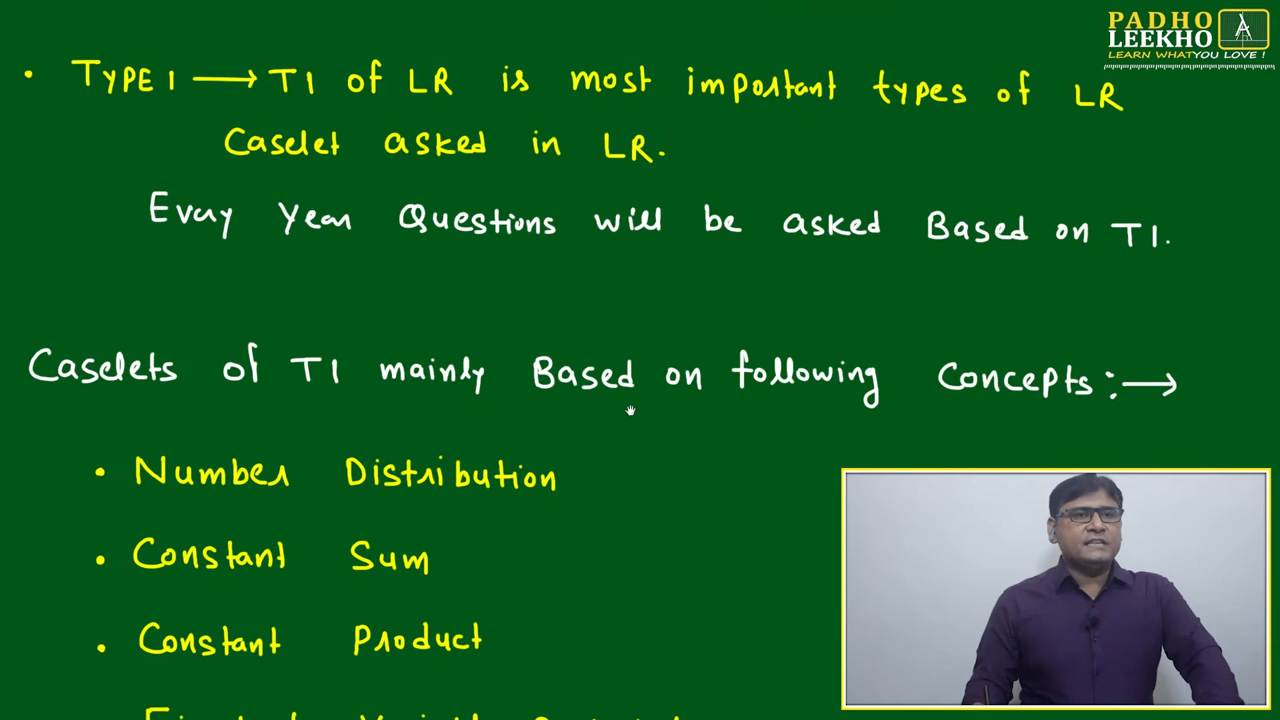 PADHO
LEEKHO
LEARN WHAT YOU LOVE !
• TYPE 1 → T1 of LR is most important types of LR
Caselet asked in LR.
Every Year Questions will be asked Based on T1.
Caselets of T1 mainly Based on following Concepts :→
• Number Distribution
• Constant Sum
• Constant Product